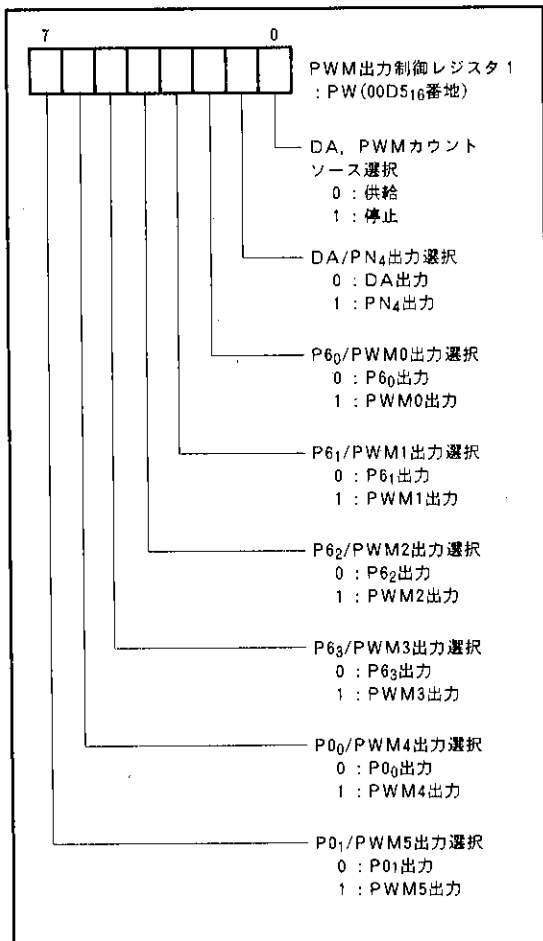 7 0
PWM出力制御レジスタ1
: PW(00D5₁₆番地)
DA, PWMカウント
ソース選択
0 : 供給
1 : 停止
DA/PN₄出力選択
0 : DA出力
1 : PN₄出力
P6₀/PWM0出力選択
0 : P6₀出力
1 : PWM0出力
P6₁/PWM1出力選択
0 : P6₁出力
1 : PWM1出力
P6₂/PWM2出力選択
0 : P6₂出力
1 : PWM2出力
P6₃/PWM3出力選択
0 : P6₃出力
1 : PWM3出力
P0₀/PWM4出力選択
0 : P0₀出力
1 : PWM4出力
P0₁/PWM5出力選択
0 : P0₁出力
1 : PWM5出力